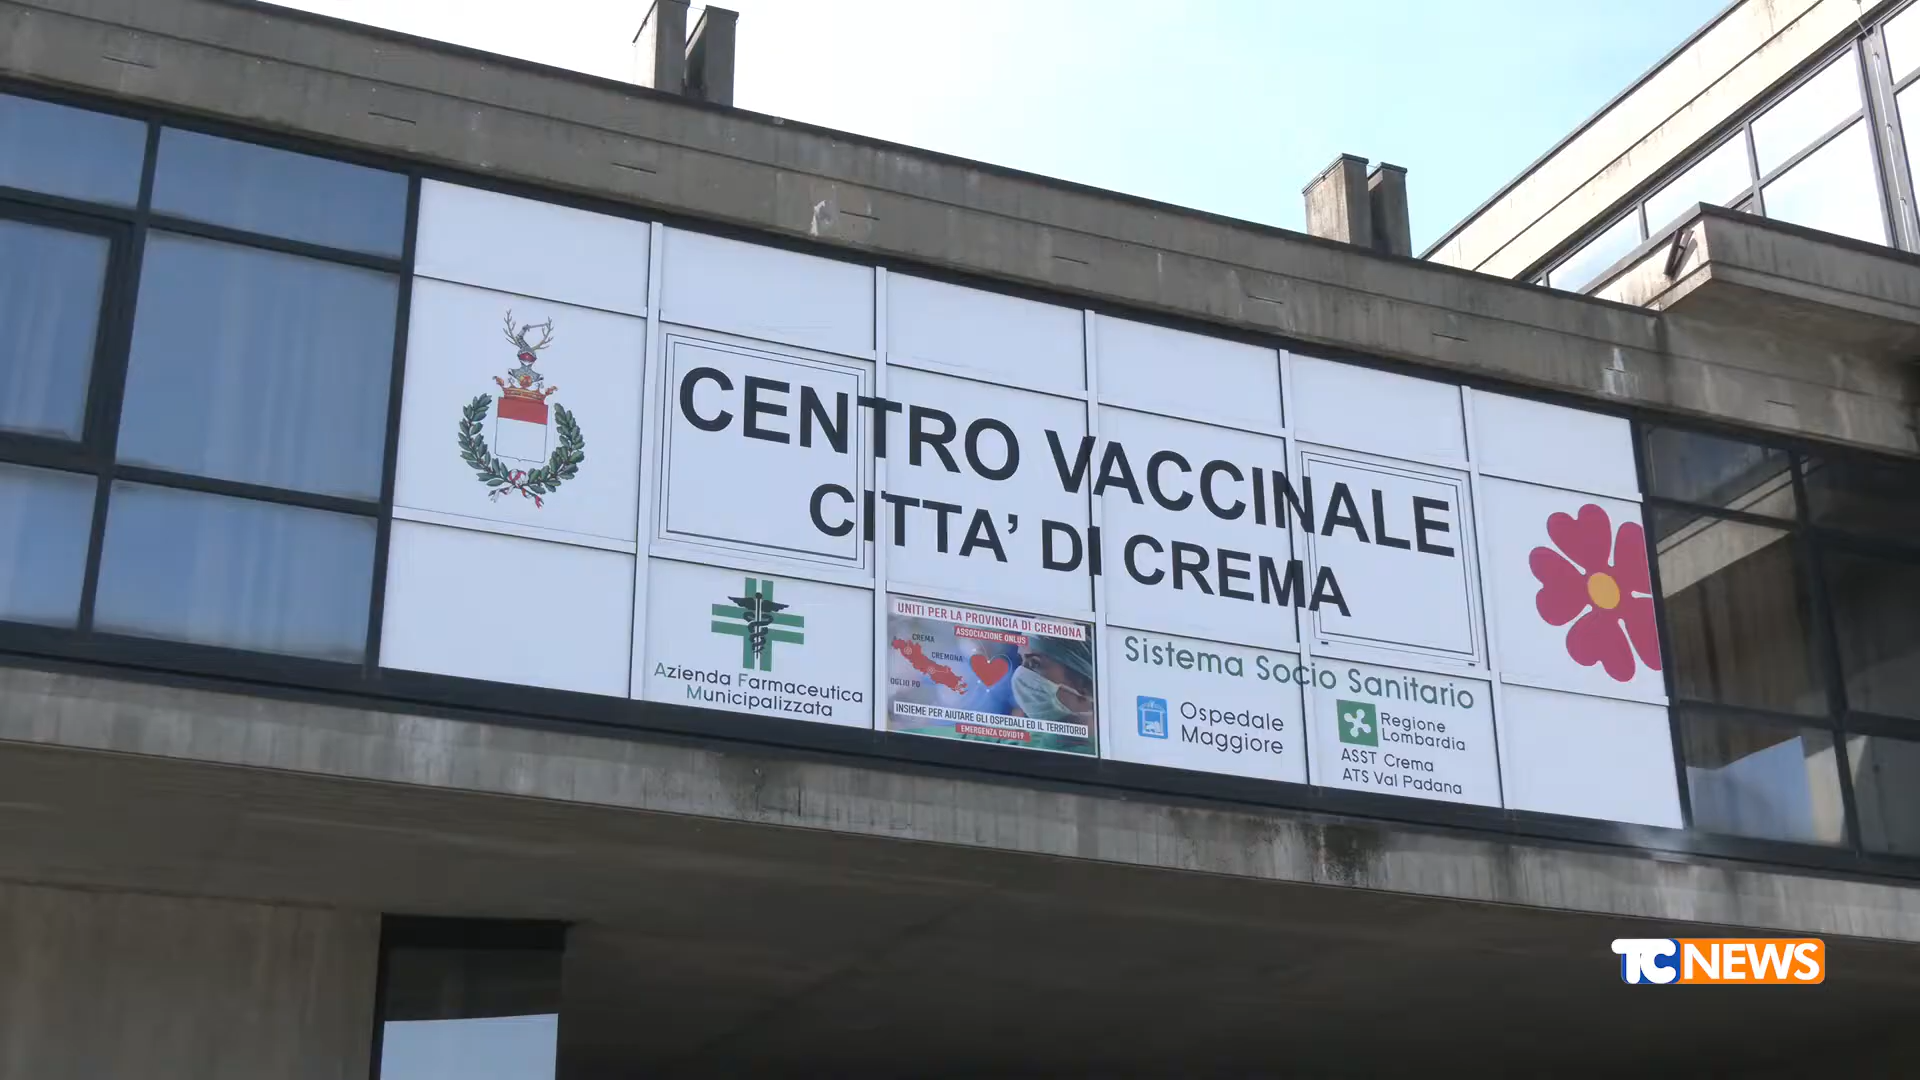 CENTRO VACCINALE
CITTA' DI CREMA
Azienda Farmaceutica
Municipalizzata
UNITI PER LA PROVINCIA DI CREMONA
ASSOCIAZIONE ONLUS
CREMA
CREMONA
OGLIO PO
INSIEME PER AIUTARE GLI OSPEDALI ED IL TERRITORIO
EMERGENZA COVID19
Sistema Socio Sanitario
Ospedale
Maggiore
Regione
Lombardia
ASST Crema
ATS Val Padana
TC NEWS